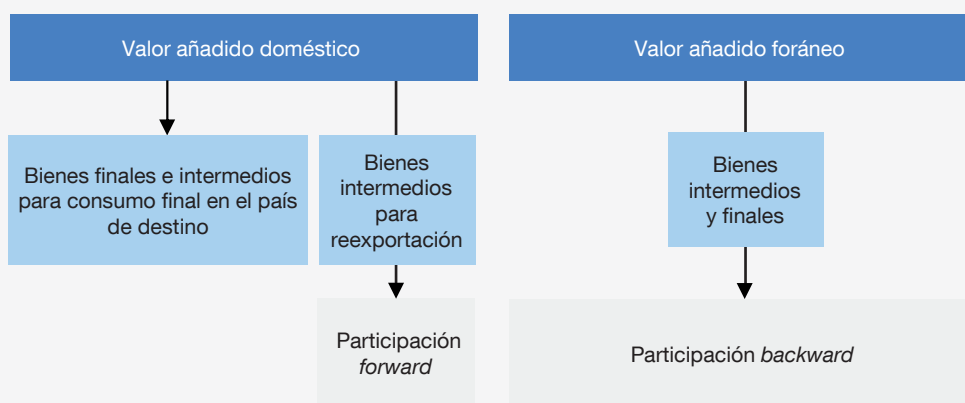 Valor añadido doméstico
Valor añadido foráneo
Bienes finales e intermedios
para consumo final en el país
de destino
Bienes
intermedios
para
reexportación
Bienes
intermedios
y finales
Participación
forward
Participación backward